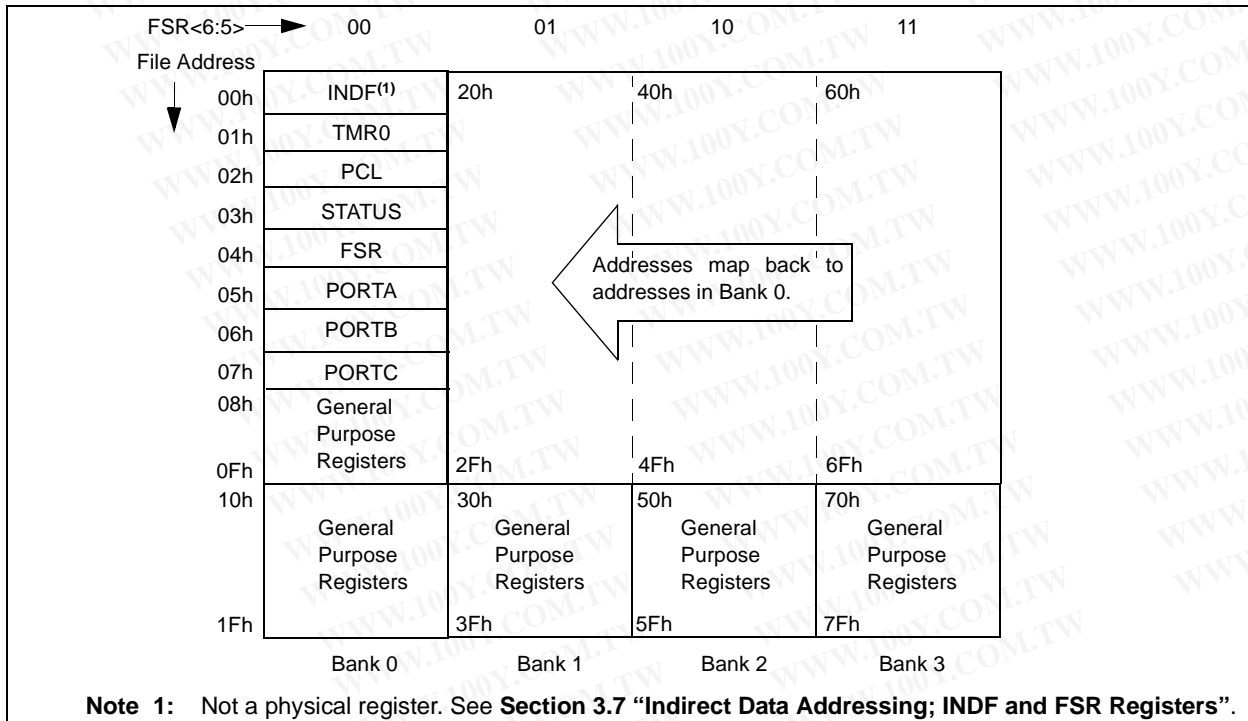 FSR<6:5> 00 01 10 11
File Address
00h INDF(1) 20h 40h 60h
01h TMR0
02h PCL
03h STATUS
04h FSR
05h PORTA
06h PORTB
07h PORTC
Addresses map back to
addresses in Bank 0.
08h General
Purpose
Registers
0Fh 2Fh 4Fh 6Fh
10h 30h 50h 70h
General General General General
Purpose Purpose Purpose Purpose
Registers Registers Registers Registers
1Fh 3Fh 5Fh 7Fh
Bank 0 Bank 1 Bank 2 Bank 3
Note 1: Not a physical register. See Section 3.7 “Indirect Data Addressing; INDF and FSR Registers”.
WWW.100Y.COM.TW